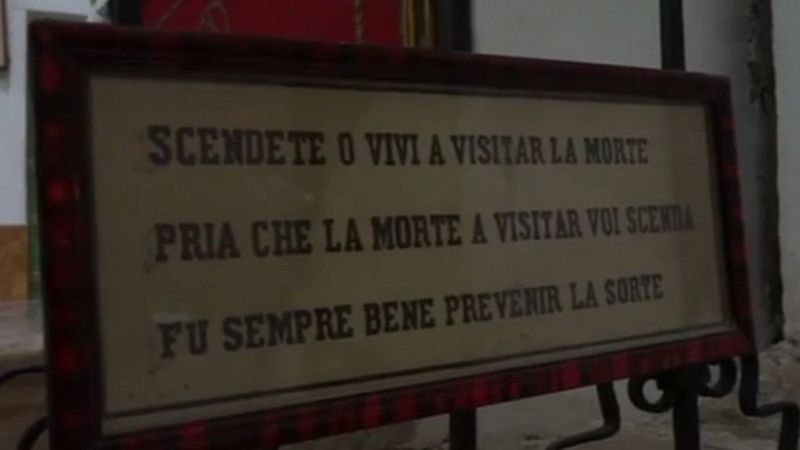 SCENDETE O VIVI A VISITAR LA MORTE
PRIA CHE LA MORTE A VISITAR VOI SCENDA
FU SEMPRE BENE PREVENIR LA SORTE